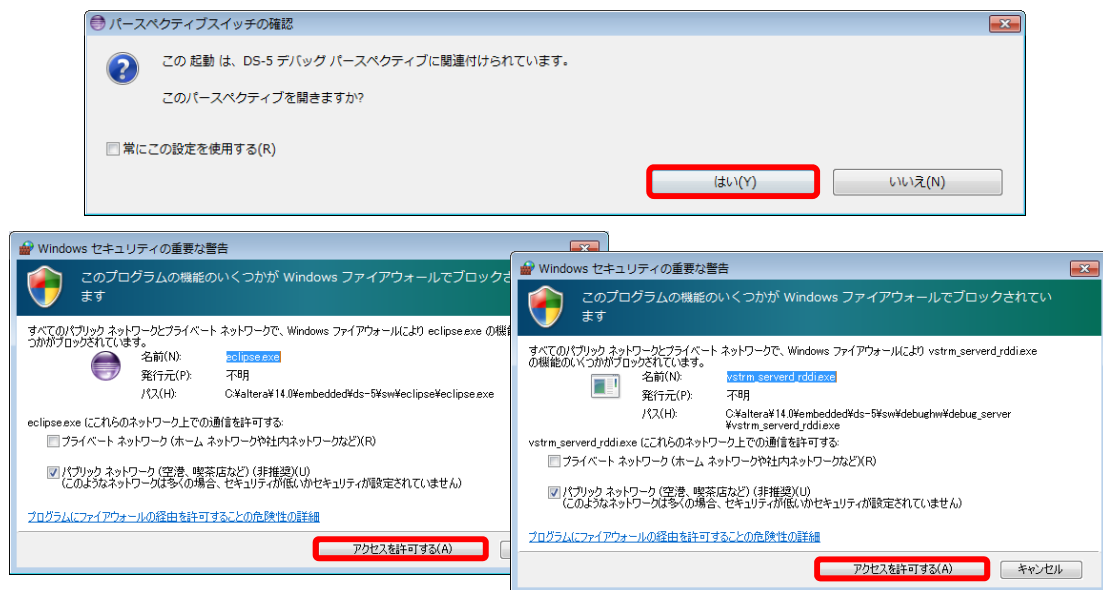 パースペクティブスイッチの確認
この 起動 は、DS-5 デバッグ パースペクティブに関連付けられています。
このパースペクティブを開きますか?
常にこの設定を使用する(R)
はい(Y)
いいえ(N)
Windows セキュリティの重要な警告
このプログラムの機能のいくつかが Windows ファイアウォールでブロックさ
ます
すべてのパブリック ネットワークとプライベート ネットワークで、Windows ファイアウォールにより eclipse.exe の機
つかがブロックされています。
名前(N): eclipse.exe
発行元(P): 不明
パス(H): C:¥altera¥14.0¥embedded¥ds-5¥sw¥eclipse¥eclipse.exe
eclipse.exe にこれらのネットワーク上での通信を許可する:
プライベート ネットワーク (ホーム ネットワークや社内ネットワークなど)(R)
パブリック ネットワーク (空港、喫茶店など) (非推奨)(U)
(このようなネットワークは多くの場合、セキュリティが低いかセキュリティが設定されていません)
プログラムにファイアウォールの経由を許可することの危険性の詳細
アクセスを許可する(A)
Windows セキュリティの重要な警告
このプログラムの機能のいくつかが Windows ファイアウォールでブロックされてい
ます
すべてのパブリック ネットワークとプライベート ネットワークで、Windows ファイアウォールにより vstrm_serverd_rddi.exe
の機能のいくつかがブロックされています。
名前(N): vstrm_serverd_rddi.exe
発行元(P): 不明
パス(H): C:¥altera¥14.0¥embedded¥ds-5¥sw¥debughw¥debug_server
¥vstrm_serverd_rddi.exe
vstrm_serverd_rddi.exe にこれらのネットワーク上での通信を許可する:
プライベート ネットワーク (ホーム ネットワークや社内ネットワークなど)(R)
パブリック ネットワーク (空港、喫茶店など) (非推奨)(U)
(このようなネットワークは多くの場合、セキュリティが低いかセキュリティが設定されていません)
プログラムにファイアウォールの経由を許可することの危険性の詳細
アクセスを許可する(A)
キャンセル